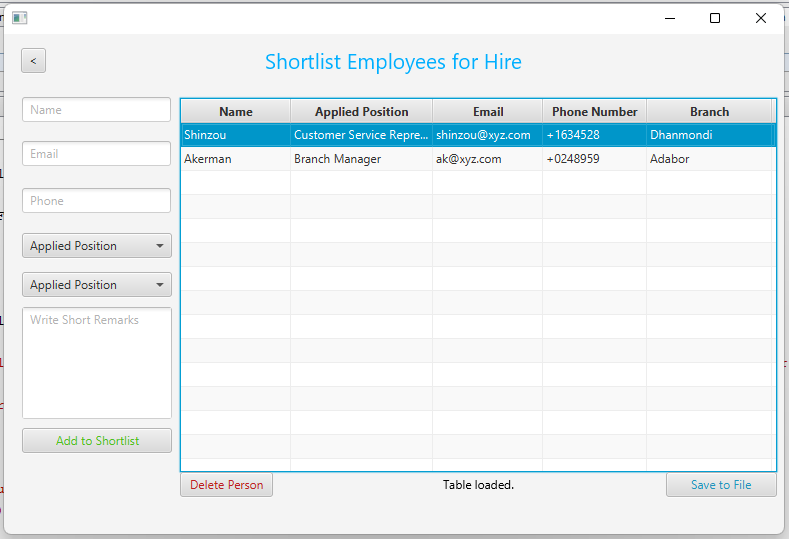 <
Shortlist Employees for Hire
Name
Email
Phone
Applied Position
Applied Position
Write Short Remarks
Add to Shortlist
Name Applied Position Email Phone Number Branch
Shinzou Customer Service Repre... shinzou@xyz.com +1634528 Dhanmondi
Akerman Branch Manager ak@xyz.com +0248959 Adabor
Delete Person Table loaded. Save to File